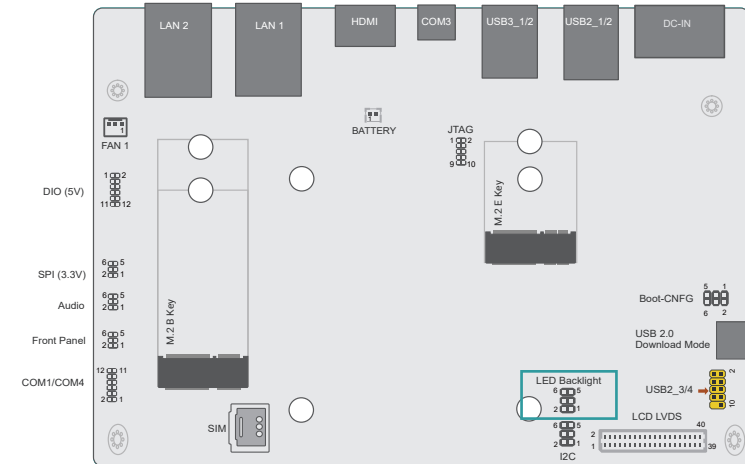 LAN 2
LAN 1
HDMI
COM3
USB3_1/2
USB2_1/2
DC-IN
1
FAN 1
BATTERY
JTAG
1 2
9 10
M.2 E Key
DIO (5V)
1 2
11 12
SPI (3.3V)
6 5
2 1
Audio
6 5
2 1
Front Panel
6 5
2 1
COM1/COM4
12 11
2 1
M.2 B Key
SIM
Boot-CNFG
5 1
6 2
USB 2.0
Download Mode
LED Backlight
6 5
2 1
USB2_3/4
2
10
LCD LVDS
40
2
1
39
6 5
2 1
I2C